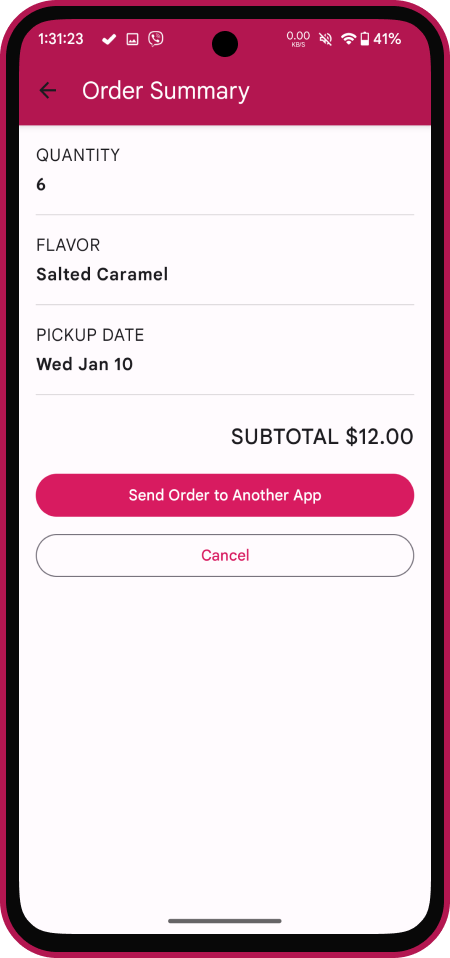 1:31:23 0.00 KB/S 41%
Order Summary
QUANTITY
6
FLAVOR
Salted Caramel
PICKUP DATE
Wed Jan 10
SUBTOTAL $12.00
Send Order to Another App
Cancel